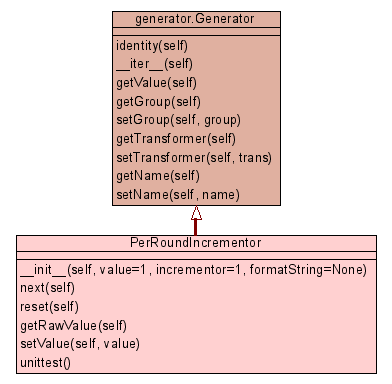 generator.Generator
identity(self)
__iter__(self)
getValue(self)
getGroup(self)
setGroup(self, group)
getTransformer(self)
setTransformer(self, trans)
getName(self)
setName(self, name)
PerRoundIncrementor
__init__(self, value=1, incrementor=1, formatString=None)
next(self)
reset(self)
getRawValue(self)
setValue(self, value)
unittest()